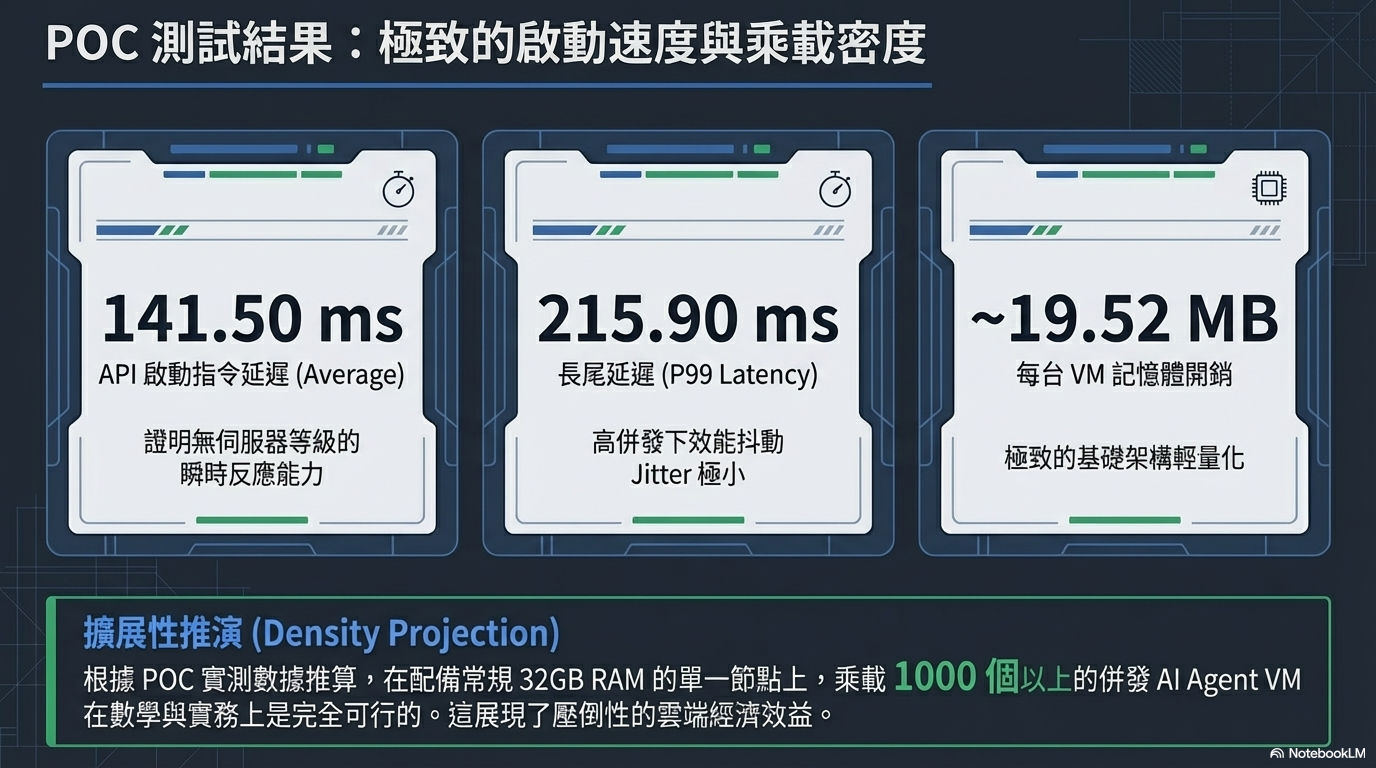 POC 測試結果：極致的啟動速度與乘載密度
141.50 ms
API 啟動指令延遲 (Average)
證明無伺服器等級的
瞬時反應能力
215.90 ms
長尾延遲 (P99 Latency)
高併發下效能抖動
Jitter 極小
~19.52 MB
每台 VM 記憶體開銷
極致的基礎架構輕量化
擴展性推演 (Density Projection)
根據 POC 實測數據推算，在配備常規 32GB RAM 的單一節點上，乘載 1000 個以上的併發 AI Agent VM
在數學與實務上是完全可行的。這展現了壓倒性的雲端經濟效益。
NotebookLM